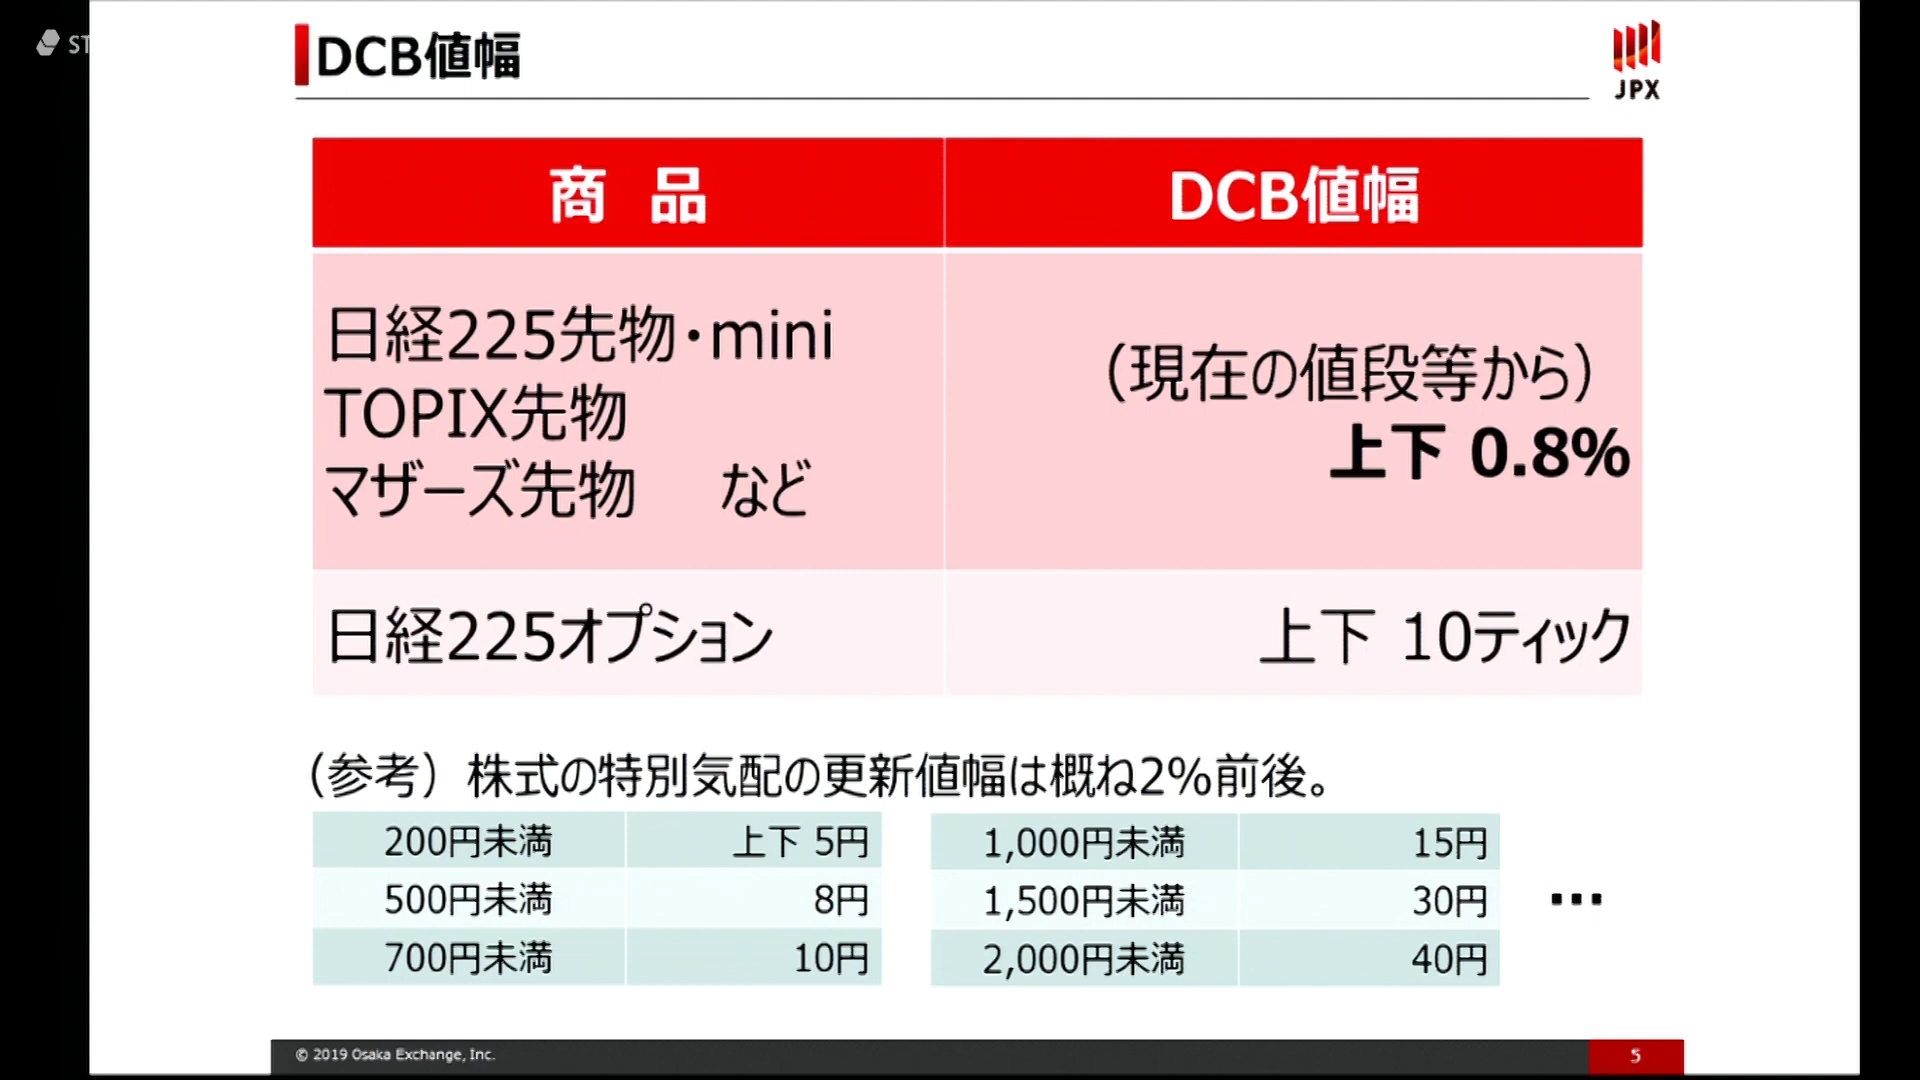 ST
DCB値幅
JPX
商 品
DCB値幅
日経225先物・mini
TOPIX先物
マザーズ先物 など
（現在の値段等から）
上下 0.8%
日経225オプション
上下 10ティック
（参考）株式の特別気配の更新値幅は概ね2%前後。
200円未満 上下 5円
500円未満 8円
700円未満 10円
1,000円未満 15円
1,500円未満 30円
2,000円未満 40円
…
© 2019 Osaka Exchange, Inc.
5